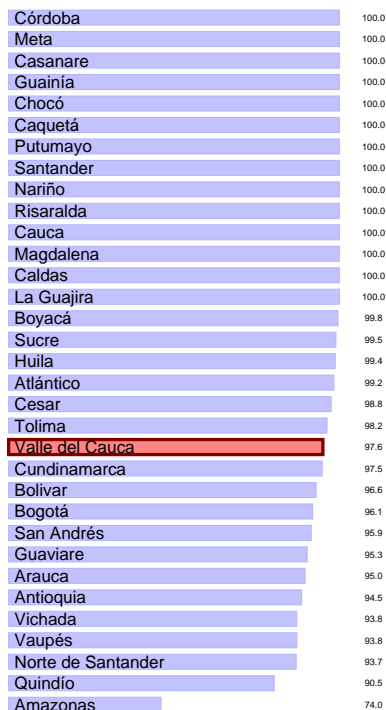 Córdoba 100.0
Meta 100.0
Casanare 100.0
Guainía 100.0
Chocó 100.0
Caquetá 100.0
Putumayo 100.0
Santander 100.0
Nariño 100.0
Risaralda 100.0
Cauca 100.0
Magdalena 100.0
Caldas 100.0
La Guajira 100.0
Boyacá 99.8
Sucre 99.5
Huila 99.4
Atlántico 99.2
Cesar 98.8
Tolima 98.2
Valle del Cauca 97.6
Cundinamarca 97.5
Bolivar 96.6
Bogotá 96.1
San Andrés 95.9
Guaviare 95.3
Arauca 95.0
Antioquia 94.5
Vichada 93.8
Vaupés 93.8
Norte de Santander 93.7
Quindío 90.5
Amazonas 74.0